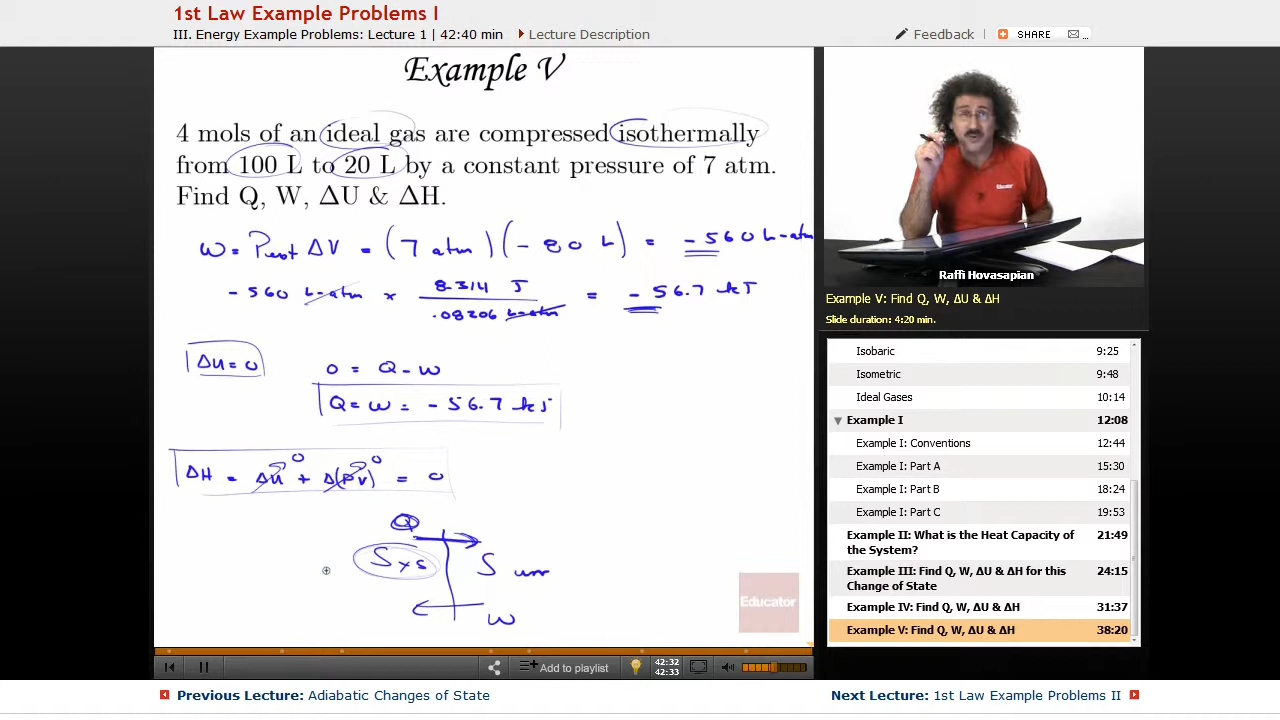 1st Law Example Problems I
III. Energy Example Problems: Lecture 1 | 42:40 min
Lecture Description
Feedback
SHARE
Example V
4 mols of an ideal gas are compressed isothermally
from 100 L to 20 L by a constant pressure of 7 atm.
Find Q, W, ΔU & ΔH.
W = Pext ΔV = (7 atm)(-80 L) = -560 L-atm
-560 L-atm × 8.314 J / .08206 L-atm = -56.7 kJ
ΔU = 0
0 = Q - W
Q = W = -56.7 kJ
ΔH = ΔU 0 + Δ(PV) 0 = 0
Q
Sys
Surr
W
Educator
Educator
Raffi Hovasapian
Example V: Find Q, W, ΔU & ΔH
Slide duration: 4:20 min.
Isobaric 9:25
Isometric 9:48
Ideal Gases 10:14
Example I 12:08
Example I: Conventions 12:44
Example I: Part A 15:30
Example I: Part B 18:24
Example I: Part C 19:53
Example II: What is the Heat Capacity of 21:49
the System?
Example III: Find Q, W, ΔU & ΔH for this 24:15
Change of State
Example IV: Find Q, W, ΔU & ΔH 31:37
Example V: Find Q, W, ΔU & ΔH 38:20
Add to playlist
42:32
42:33
Previous Lecture: Adiabatic Changes of State
Next Lecture: 1st Law Example Problems II